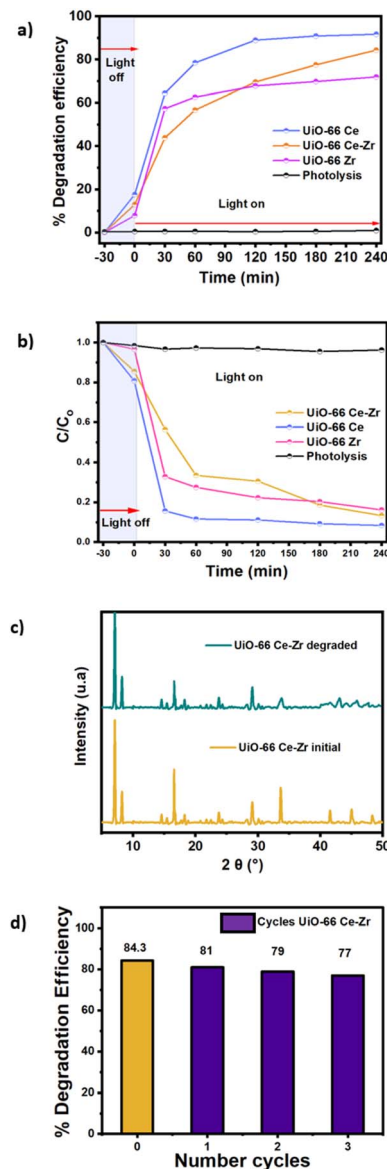 a)
% Degradation efficiency
100
80
60
40
20
0
Light
off
UiO-66 Ce
UiO-66 Ce-Zr
UiO-66 Zr
Photolysis
Light on
-30 0 30 60 90 120 150 180 210 240
Time (min)
b)
C/Co
1.0
0.8
0.6
0.4
0.2
0.0
Light on
UiO-66 Ce-Zr
UiO-66 Ce
UiO-66 Zr
Photolysis
Light off
-30 0 30 60 90 120 150 180 210 240
Time (min)
c)
Intensity (u.a)
UiO-66 Ce-Zr degraded
UiO-66 Ce-Zr initial
10 20 30 40 50
2 θ (°)
d)
% Degradation Efficiency
100
80
60
40
20
0
Cycles UiO-66 Ce-Zr
84.3 81 79 77
0 1 2 3
Number cycles